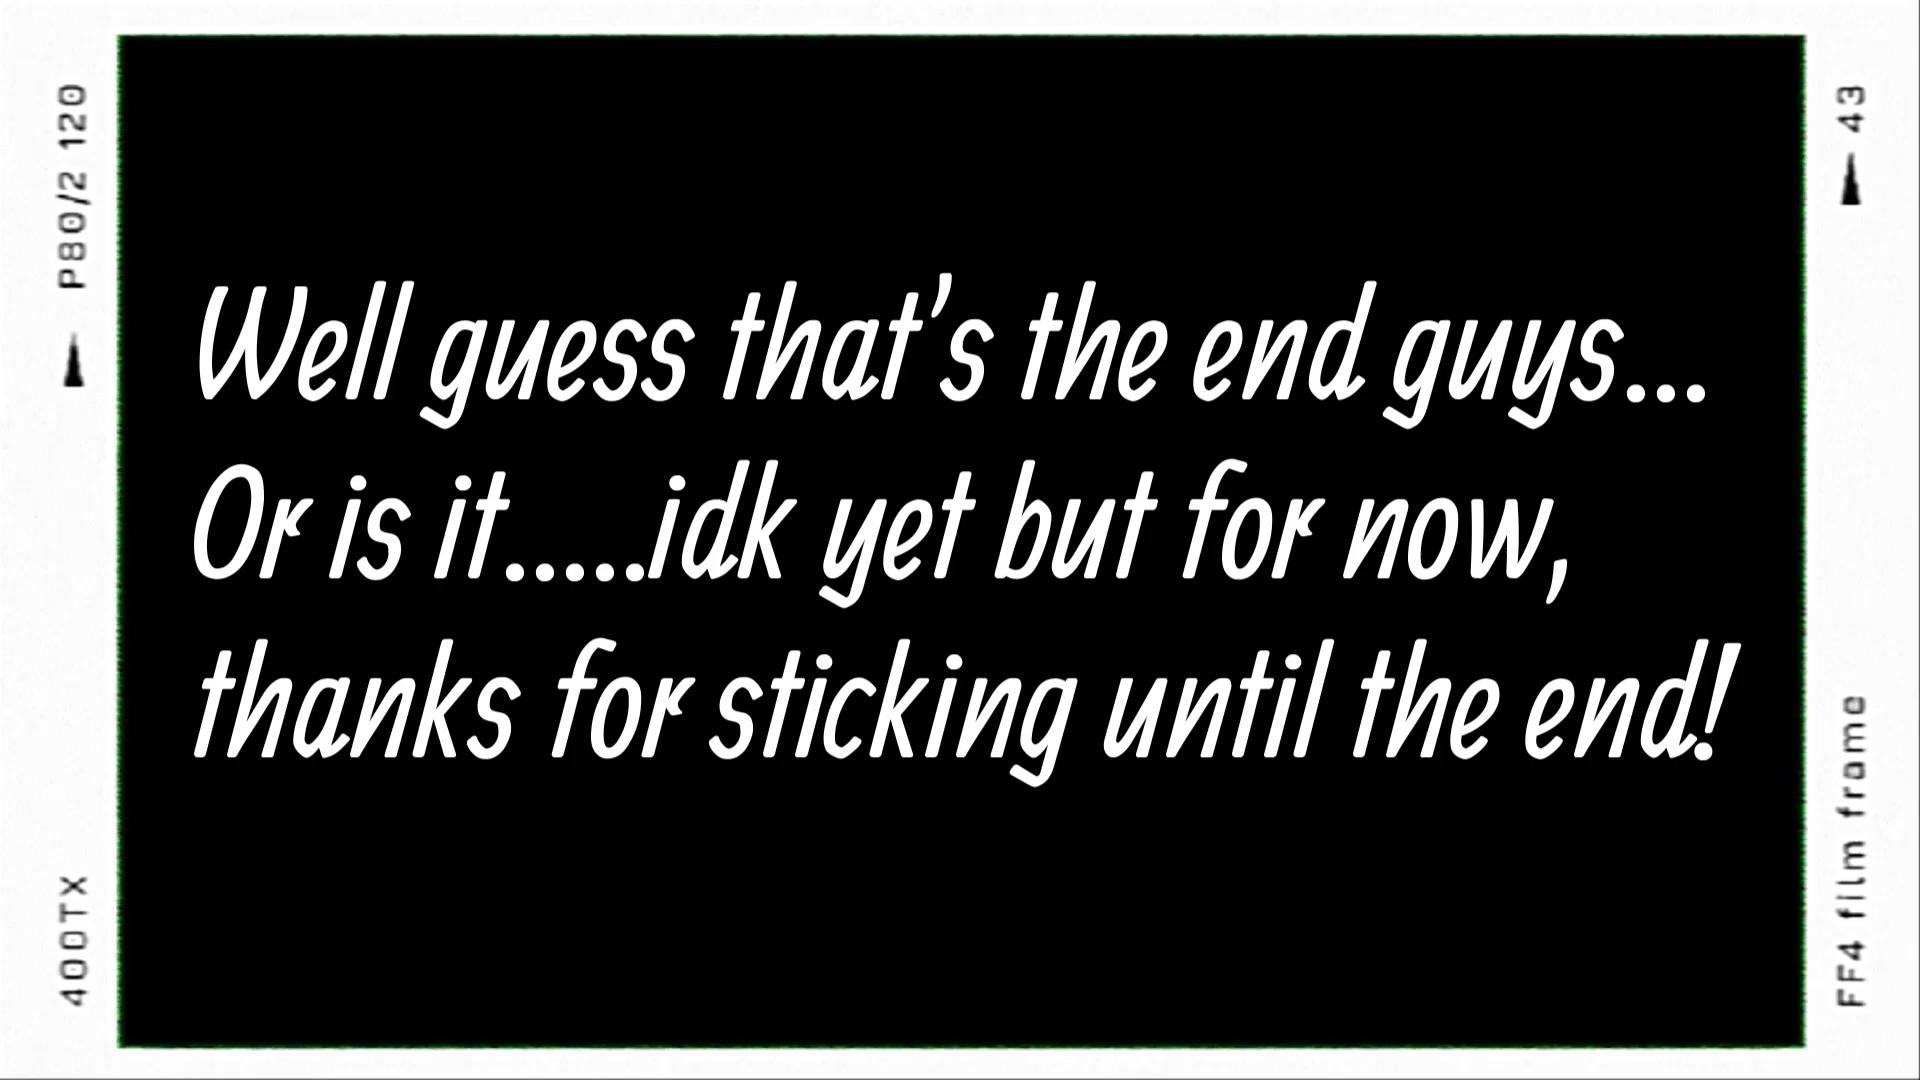 P80/2 120
400TX
Well guess that's the end guys...
Or is it.....idk yet but for now,
thanks for sticking until the end!
43
FF4 film frame